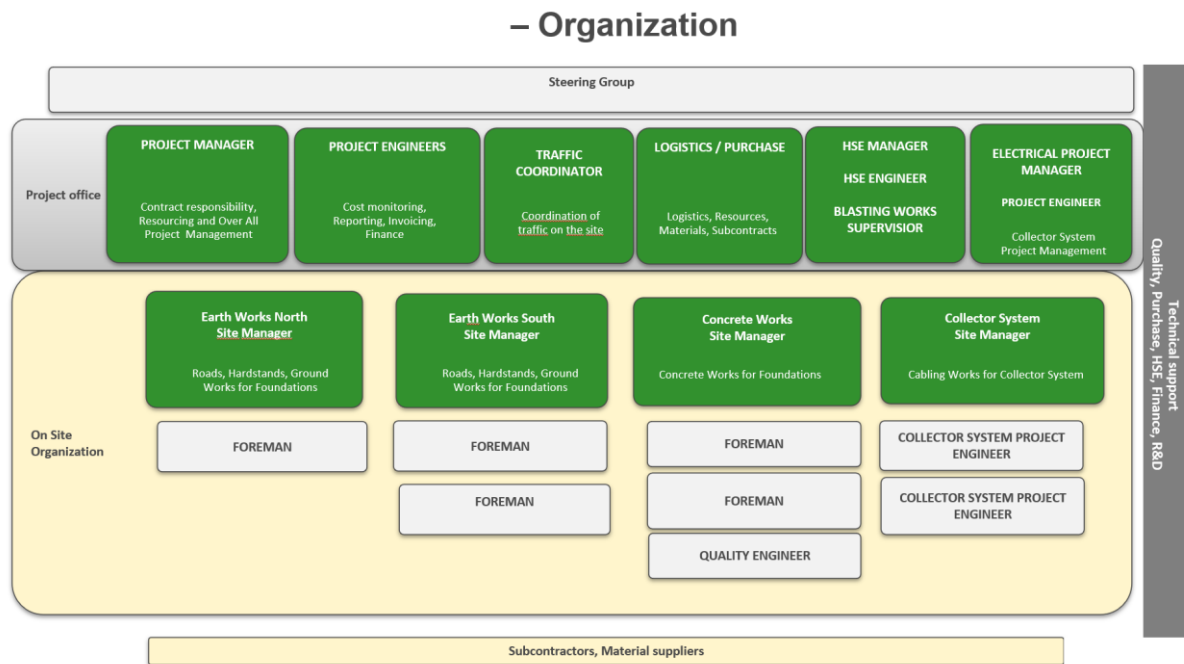 – Organization
Steering Group
Project office
PROJECT MANAGER
Contract responsibility,
Resourcing and Over All
Project Management
PROJECT ENGINEERS
Cost monitoring,
Reporting, Invoicing,
Finance
TRAFFIC
COORDINATOR
Coordination of
traffic on the site
LOGISTICS / PURCHASE
Logistics, Resources,
Materials, Subcontracts
HSE MANAGER
HSE ENGINEER
BLASTING WORKS
SUPERVISIOR
ELECTRICAL PROJECT
MANAGER
PROJECT ENGINEER
Collector System
Project Management
On Site
Organization
Earth Works North
Site Manager
Roads, Hardstands, Ground
Works for Foundations
FOREMAN
Earth Works South
Site Manager
Roads, Hardstands, Ground
Works for Foundations
FOREMAN
FOREMAN
Concrete Works
Site Manager
Concrete Works for Foundations
FOREMAN
FOREMAN
QUALITY ENGINEER
Collector System
Site Manager
Cabling Works for Collector System
COLLECTOR SYSTEM PROJECT
ENGINEER
COLLECTOR SYSTEM PROJECT
ENGINEER
Technical support
Quality, Purchase, HSE, Finance, R&D
Subcontractors, Material suppliers